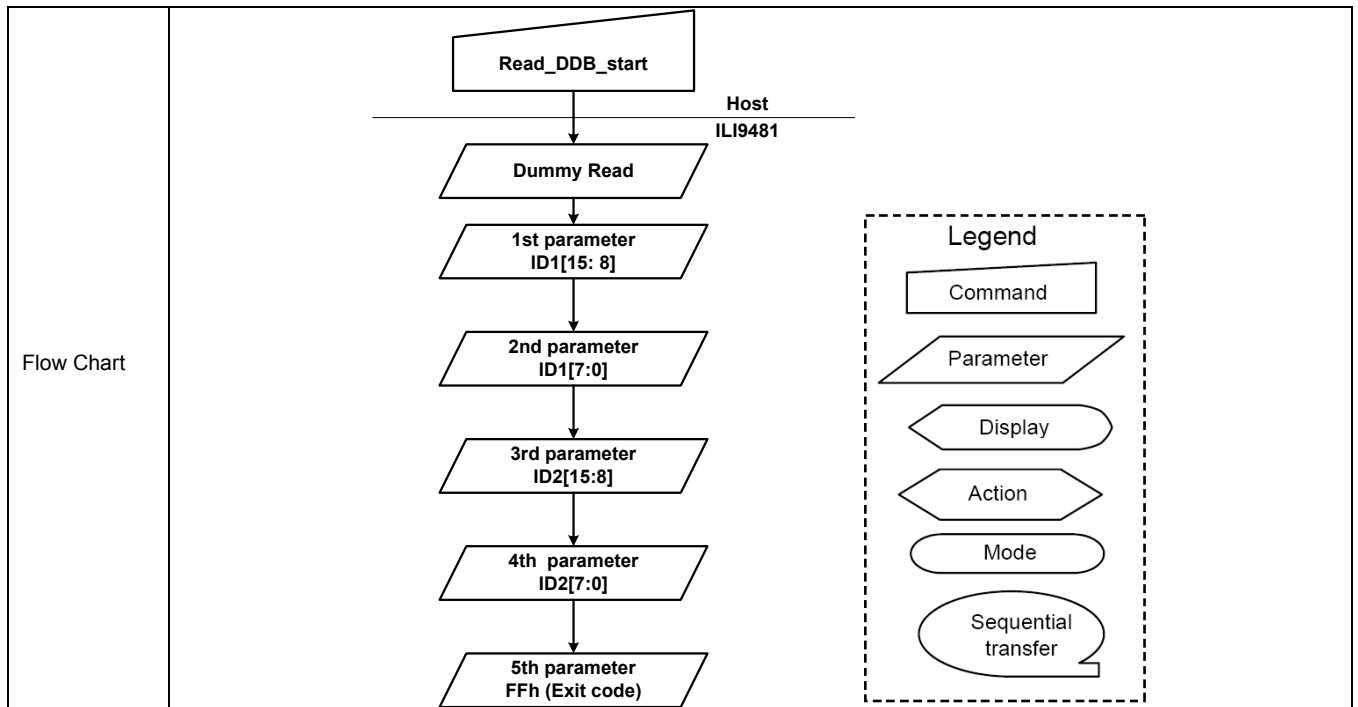 Flow Chart
Read_DDB_start
Host
ILI9481
Dummy Read
1st parameter
ID1[15: 8]
2nd parameter
ID1[7:0]
3rd parameter
ID2[15:8]
4th parameter
ID2[7:0]
5th parameter
FFh (Exit code)
Legend
Command
Parameter
Display
Action
Mode
Sequential
transfer